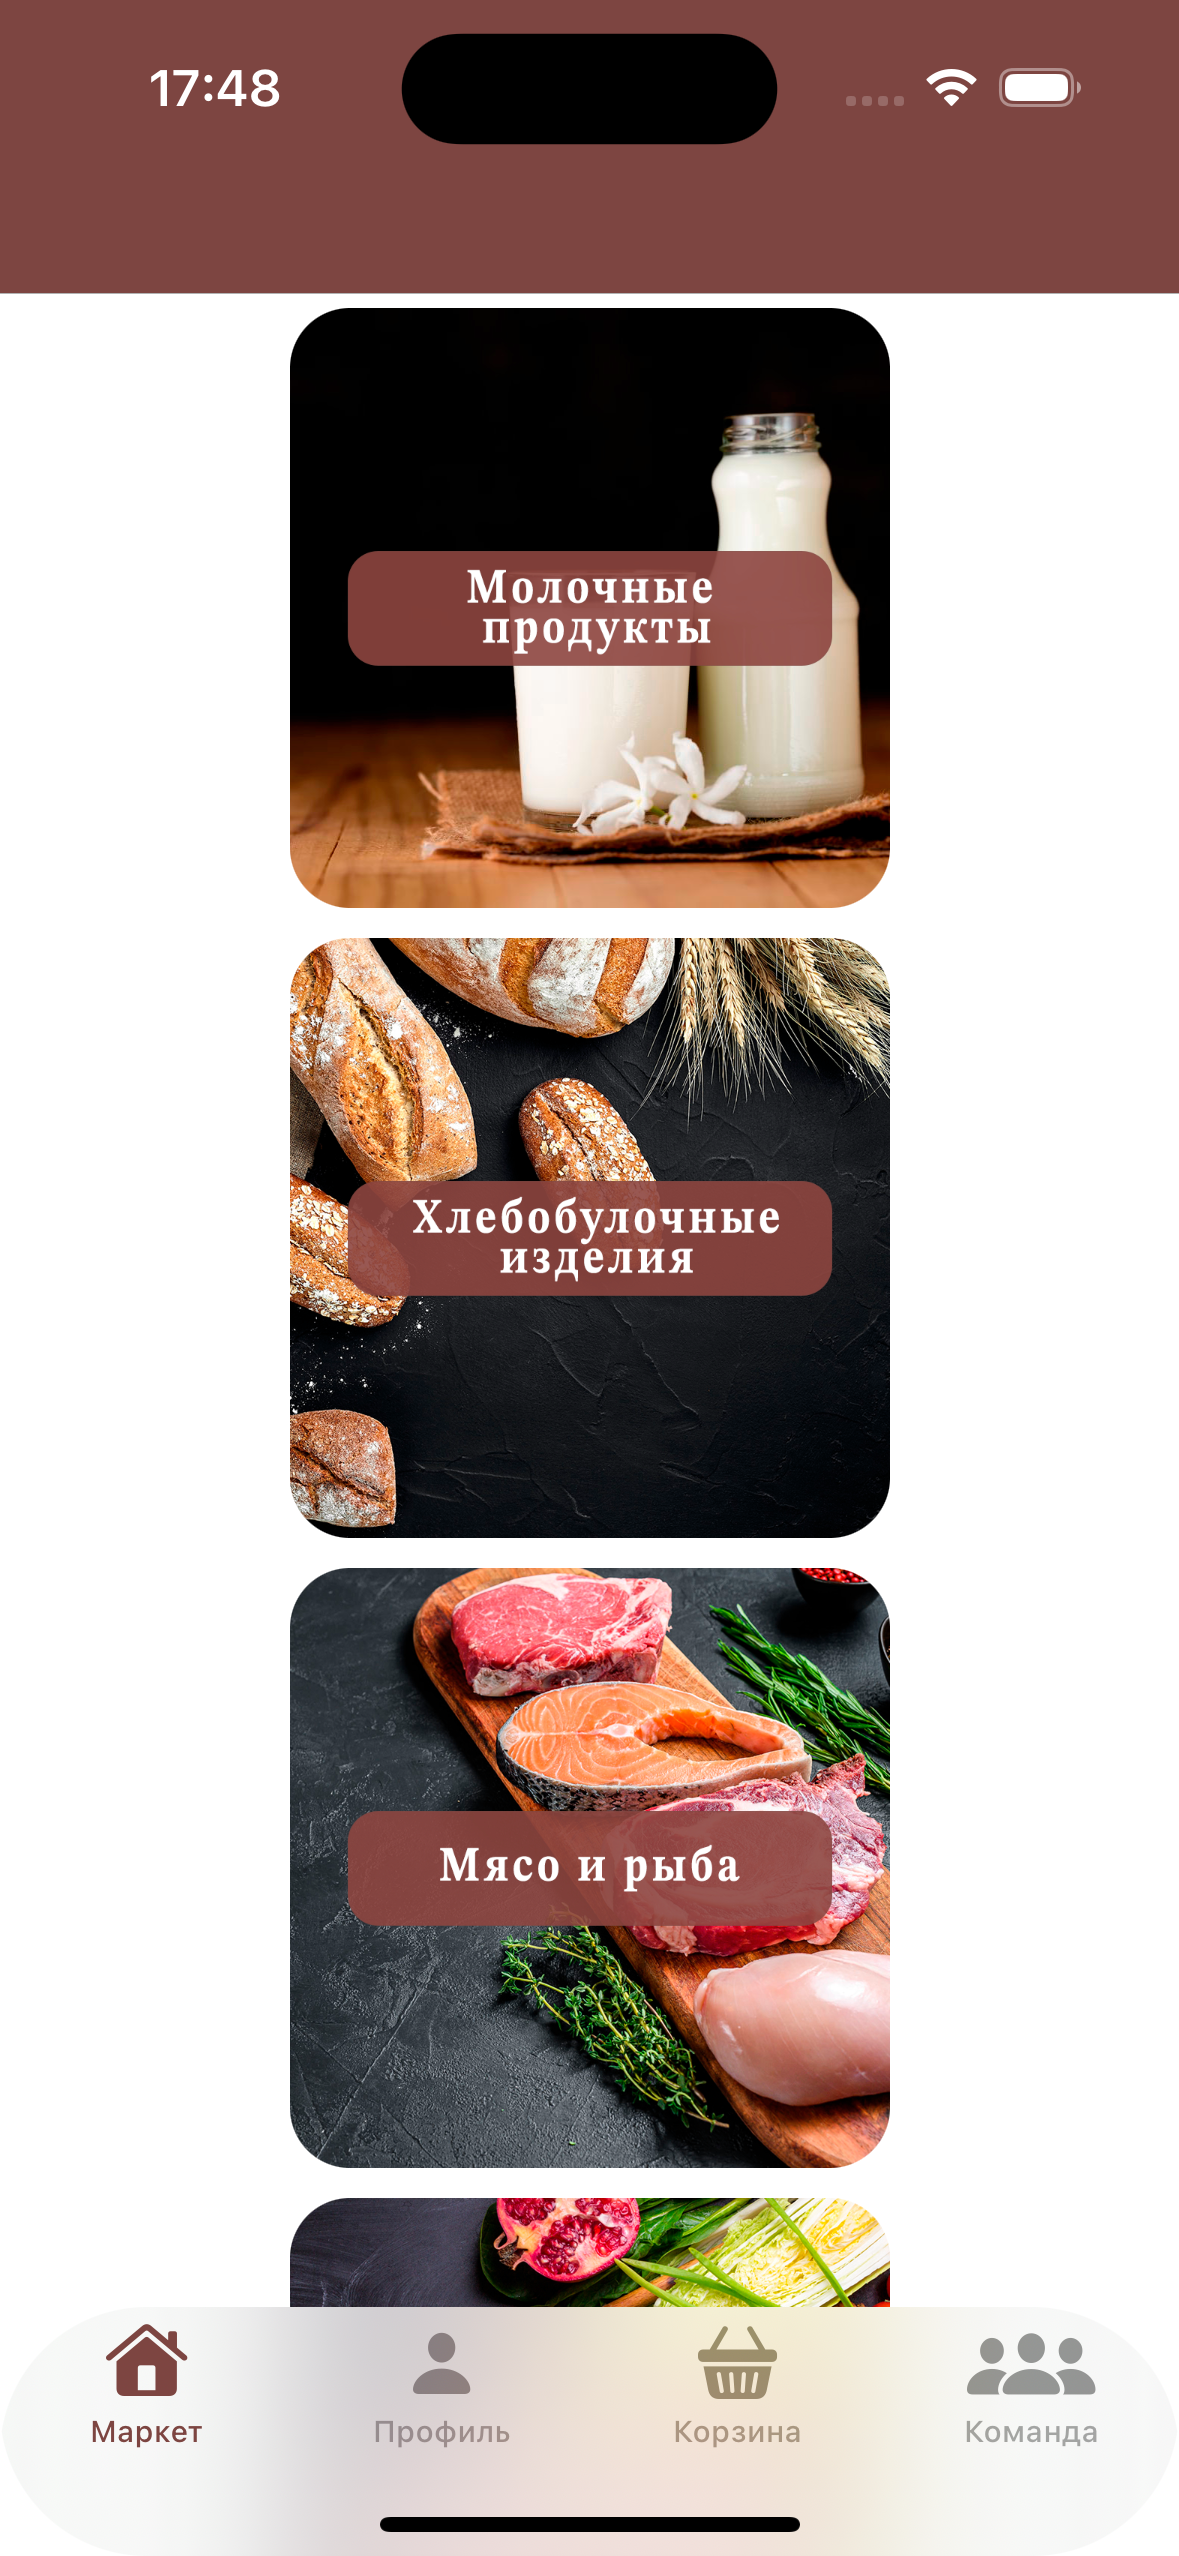 17:48
Молочные
продукты
Хлебобулочные
изделия
Мясо и рыба
Маркет
Профиль
Корзина
Команда